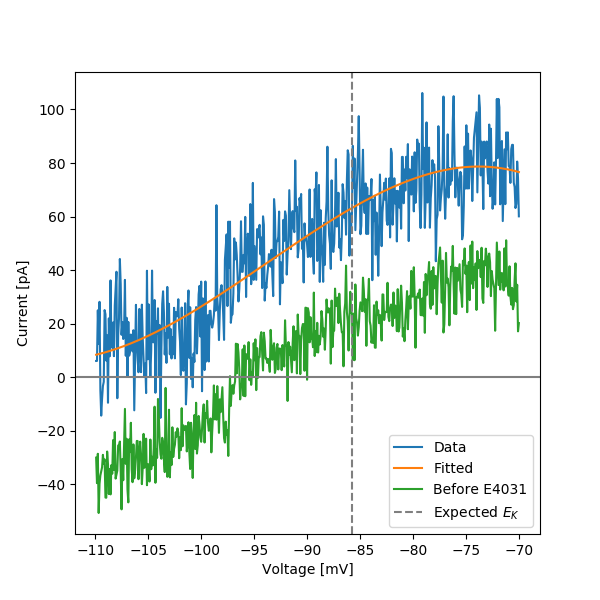 100
80
60
40
20
0
−20
−40
Current [pA]
−110 −105 −100 −95 −90 −85 −80 −75 −70
Voltage [mV]
Data
Fitted
Before E4031
Expected E_K